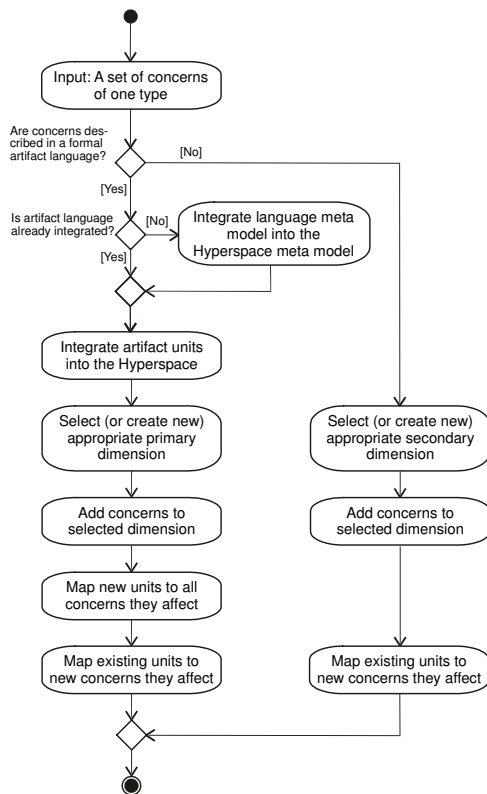 Input: A set of concerns
of one type
Are concerns des-
cribed in a formal
artifact language?
[No]
[Yes]
Is artifact language
already integrated?
[No]
[Yes]
Integrate language meta
model into the
Hyperspace meta model
Integrate artifact units
into the Hyperspace
Select (or create new)
appropriate primary
dimension
Select (or create new)
appropriate secondary
dimension
Add concerns to
selected dimension
Add concerns to
selected dimension
Map new units to all
concerns they affect
Map existing units to
new concerns they affect
Map existing units to
new concerns they affect